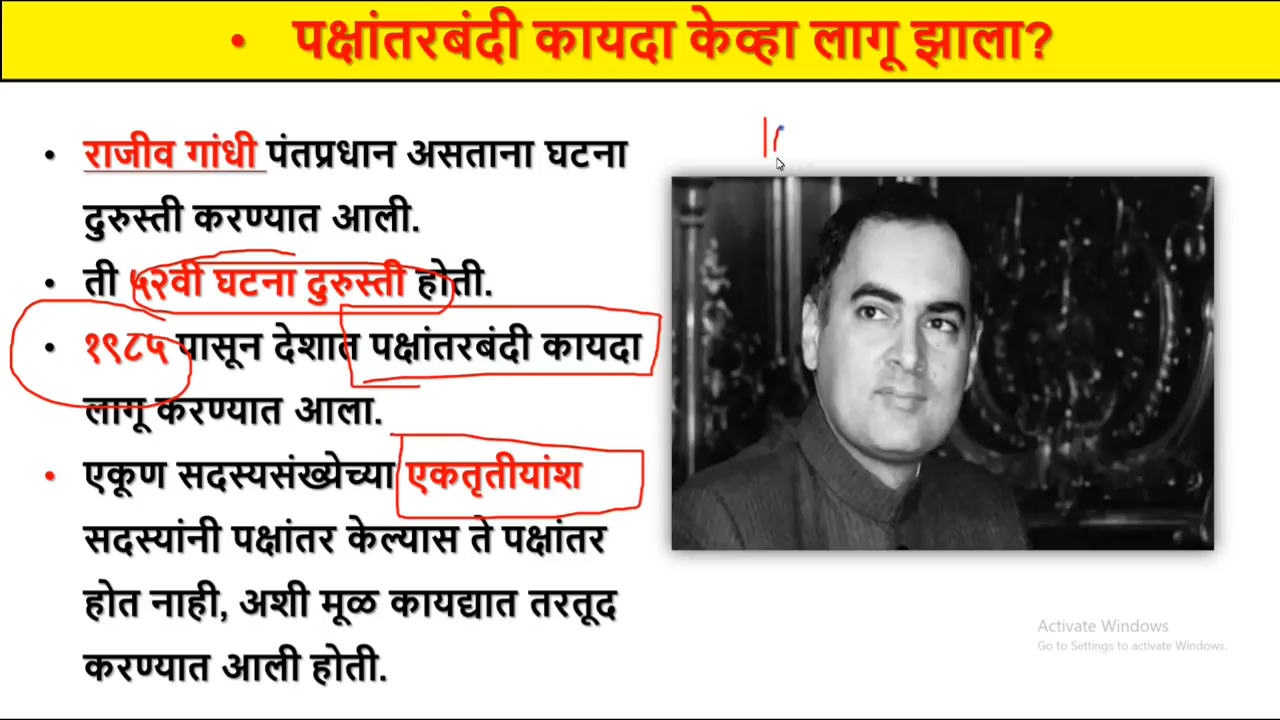 • पक्षांतरबंदी कायदा केव्हा लागू झाला?
• राजीव गांधी पंतप्रधान असताना घटना
दुरुस्ती करण्यात आली.
• ती ५२वी घटना दुरुस्ती होती.
• १९८५ पासून देशात पक्षांतरबंदी कायदा
लागू करण्यात आला.
• एकूण सदस्यसंख्येच्या एकतृतीयांश
सदस्यांनी पक्षांतर केल्यास ते पक्षांतर
होत नाही, अशी मूळ कायद्यात तरतूद
करण्यात आली होती.
Activate Windows
Go to Settings to activate Windows.